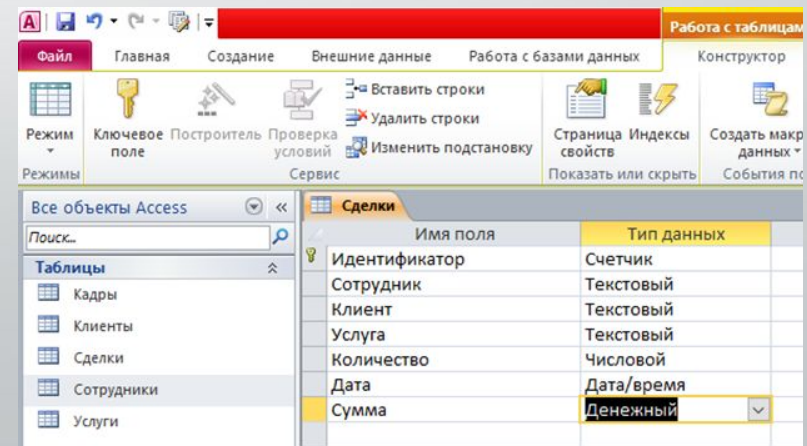 A
Работа с таблицам
Файл Главная Создание Внешние данные Работа с базами данных Конструктор
Режим
Ключевое поле
Построитель
Проверка условий
Вставить строки
Удалить строки
Изменить подстановку
Страница свойств
Индексы
Создать макр
данных
Режимы Сервис Показать или скрыть События
Все объекты Access
Сделки
Поиск...
Имя поля Тип данных
Таблицы
Идентификатор Счетчик
Кадры
Сотрудник Текстовый
Клиенты
Клиент Текстовый
Услуга Текстовый
Сделки
Количество Числовой
Сотрудники
Дата Дата/время
Услуги
Сумма Денежный